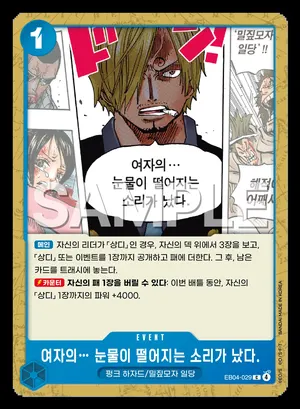 1
밀짚모자
일당'!!
여자의…
눈물이 떨어지는
소리가 났다.
SAMPLE
메인 자신의 리더가 「상디」인 경우, 자신의 덱 위에서 3장을 보고,
「상디」 또는 이벤트를 1장까지 공개하고 패에 더한다. 그 후, 남은
카드를 트래시에 놓는다.
카운터 자신의 패 1장을 버릴 수 있다: 이번 배틀 동안, 자신의
「상디」 1장까지의 파워 +4000.
EVENT
여자의… 눈물이 떨어지는 소리가 났다.
EB04-029
펑크 하자드/밀짚모자 일당